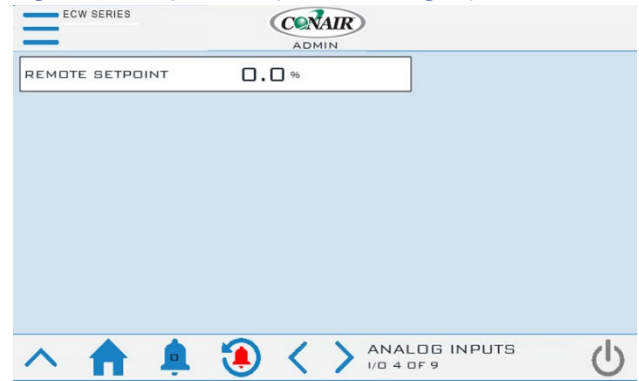 ECW SERIES
CONAIR
ADMIN
REMOTE SETPOINT 0.0 %
0
ANALOG INPUTS
I/O 4 OF 9